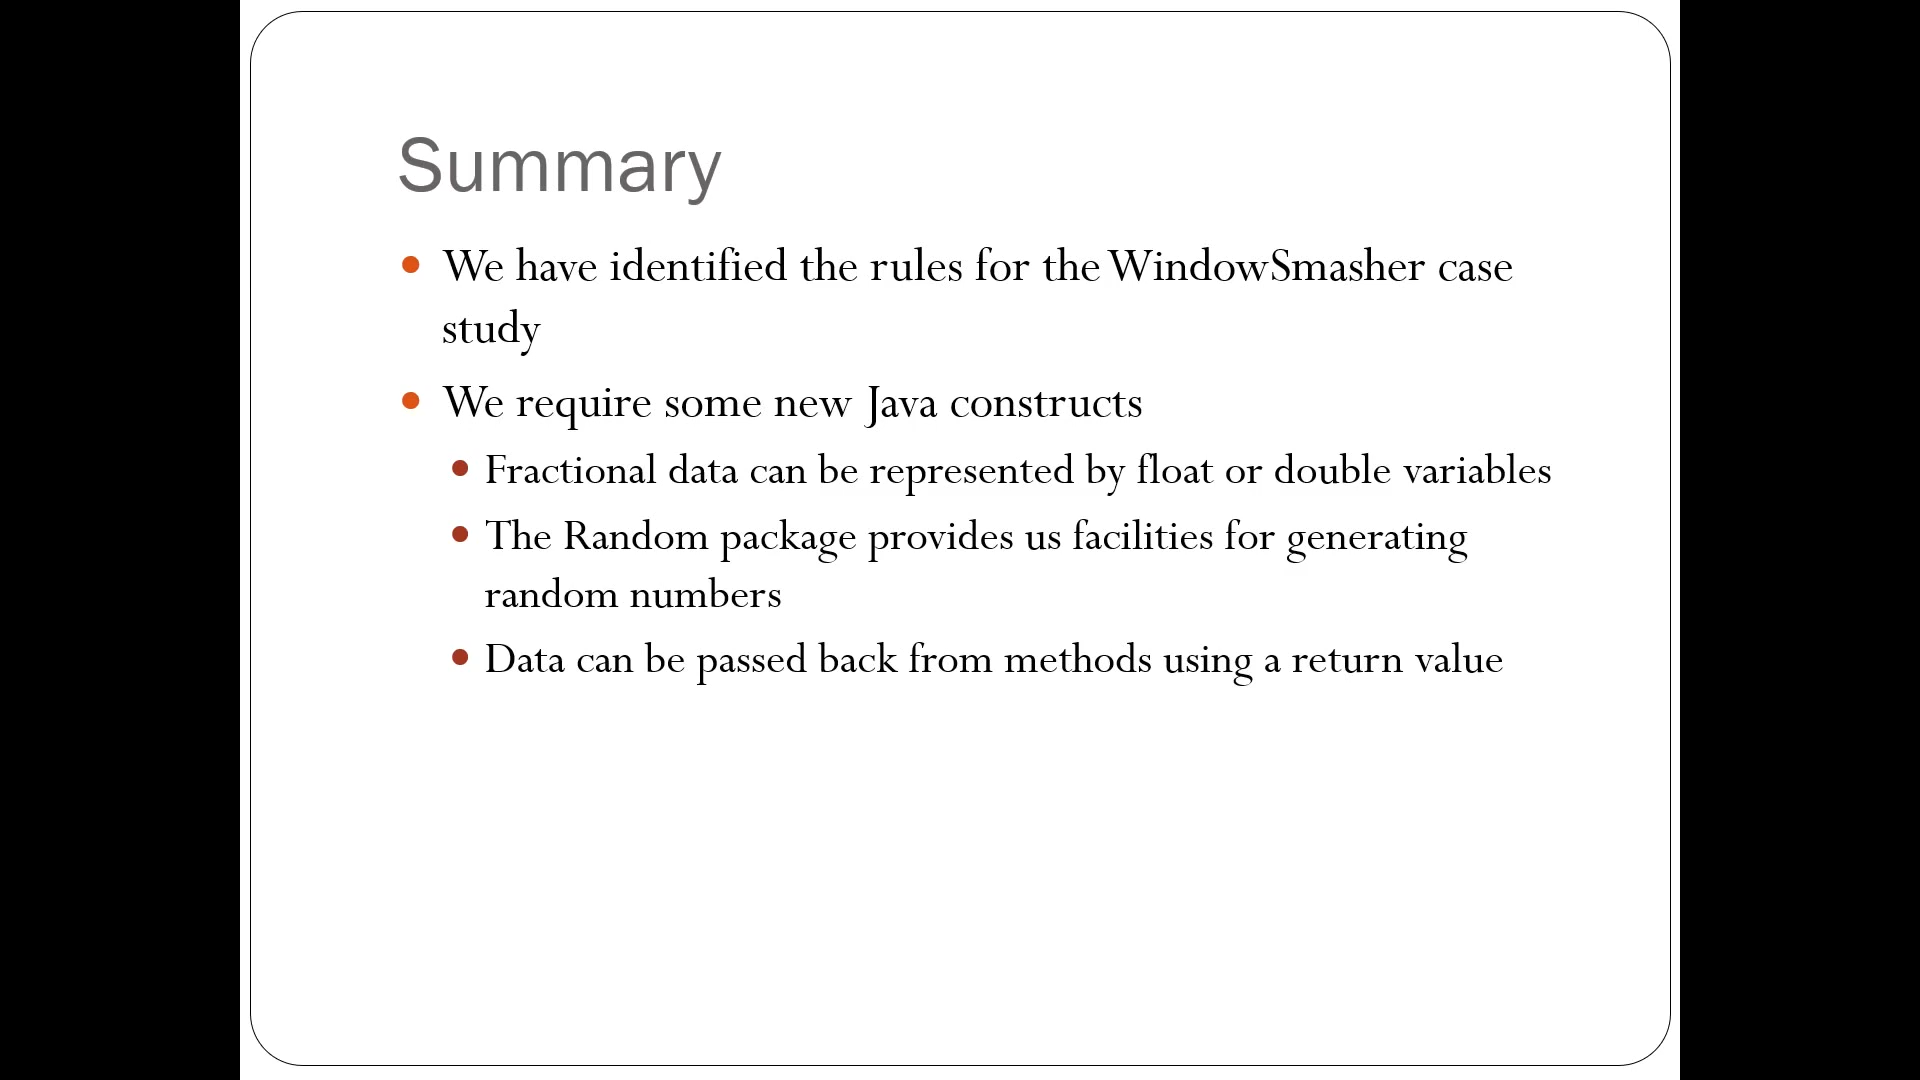 Summary
We have identified the rules for the WindowSmasher case
study
We require some new Java constructs
Fractional data can be represented by float or double variables
The Random package provides us facilities for generating
random numbers
Data can be passed back from methods using a return value